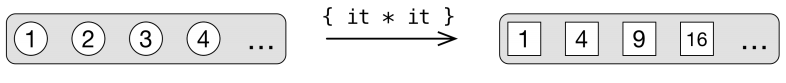 { it * it }
1 2 3 4 ...
1 4 9 16 ...